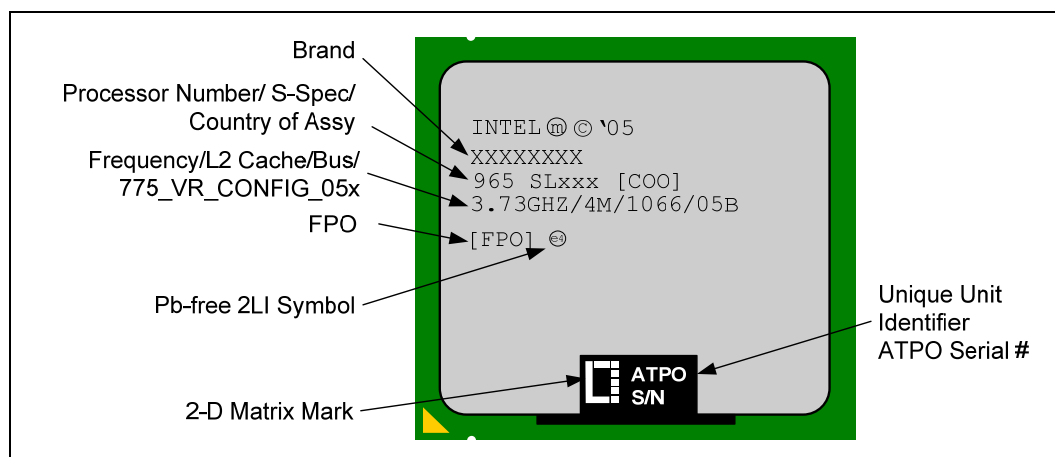 Brand
Processor Number/ S-Spec/
Country of Assy
Frequency/L2 Cache/Bus/
775_VR_CONFIG_05x
FPO
Pb-free 2LI Symbol
2-D Matrix Mark
INTEL ⓜ © '05
XXXXXXXX
965 SLxxx [COO]
3.73GHZ/4M/1066/05B
[FPO] e4
ATPO
S/N
Unique Unit
Identifier
ATPO Serial #